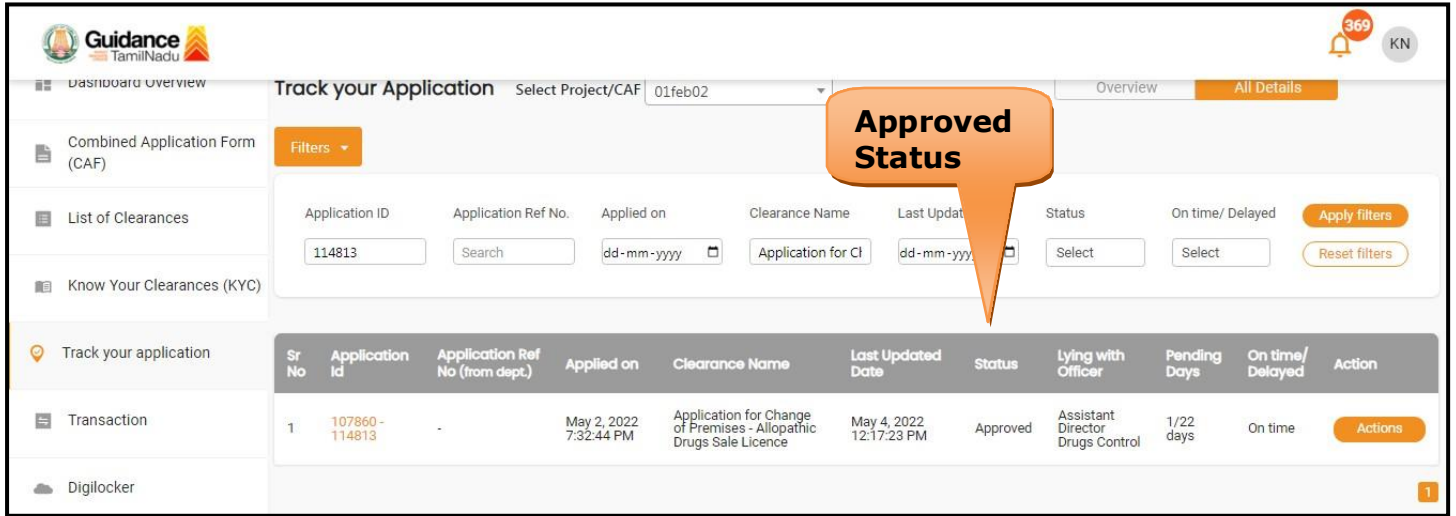 Guidance
TamilNadu
369
KN
Dashboard Overview
Track your Application Select Project/CAF 01feb02
Overview All Details
Approved
Status
Combined Application Form
(CAF)
Filters
List of Clearances
Application ID Application Ref No. Applied on Clearance Name Last Updat Status On time/ Delayed Apply filters
114813 Search dd-mm-yyyy Application for Ch dd-mm-yyyy Select Select Reset filters
Know Your Clearances (KYC)
Track your application
Sr
No
Application
Id
Application Ref
No (from dept.)
Applied on
Clearance Name
Last Updated
Date
Status
Lying with
Officer
Pending
Days
On time/
Delayed
Action
Transaction
1
107860 -
114813
-
May 2, 2022
7:32:44 PM
Application for Change
of Premises - Allopathic
Drugs Sale Licence
May 4, 2022
12:17:23 PM
Approved
Assistant
Director
Drugs Control
1/22
days
On time
Actions
Digilocker
1